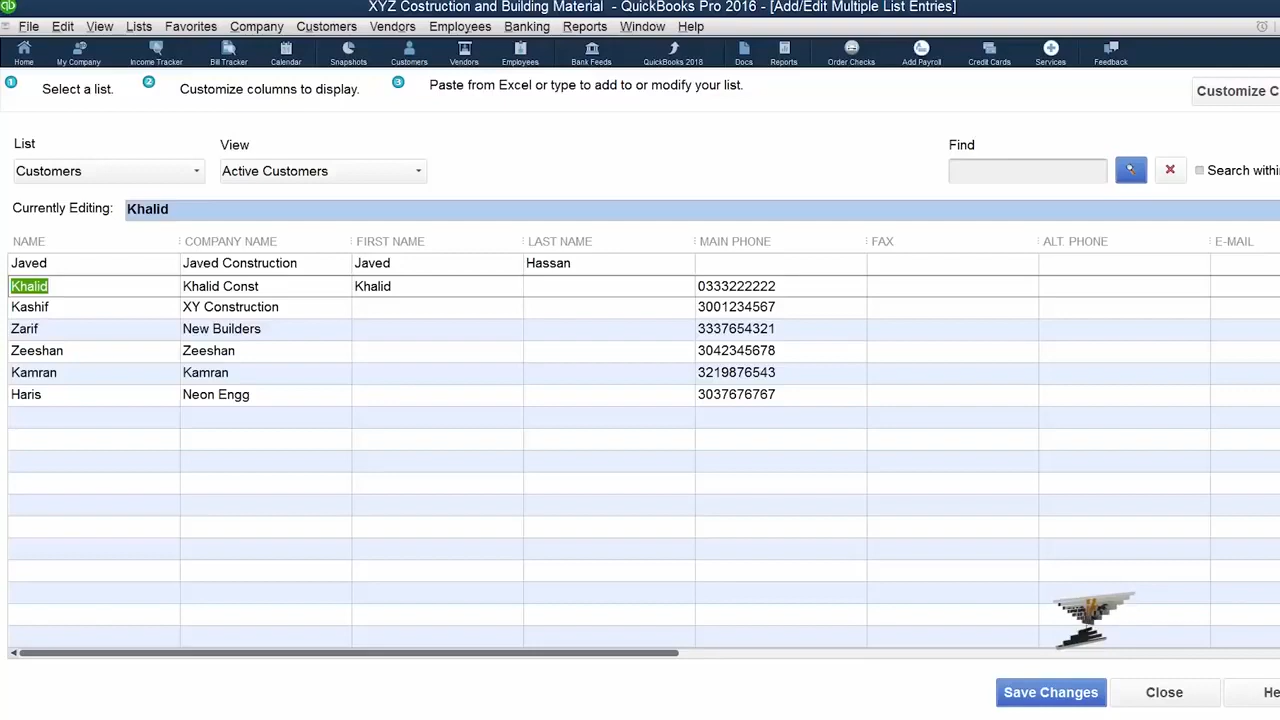 qb XYZ Costruction and Building Material - QuickBooks Pro 2016 - [Add/Edit Multiple List Entries]
File Edit View Lists Favorites Company Customers Vendors Employees Banking Reports Window Help
Home My Company Income Tracker Bill Tracker Calendar Snapshots Customers Vendors Employees Bank Feeds QuickBooks 2018 Docs Reports Order Checks Add Payroll Credit Cards Services Feedback
1 Select a list. 2 Customize columns to display. 3 Paste from Excel or type to add to or modify your list. Customize C
List View Find
Customers Active Customers Search withi
Currently Editing: Khalid
NAME COMPANY NAME FIRST NAME LAST NAME MAIN PHONE FAX ALT. PHONE E-MAIL
Javed Javed Construction Javed Hassan
Khalid Khalid Const Khalid 0333222222
Kashif XY Construction 3001234567
Zarif New Builders 3337654321
Zeeshan Zeeshan 3042345678
Kamran Kamran 3219876543
Haris Neon Engg 3037676767
Save Changes Close He